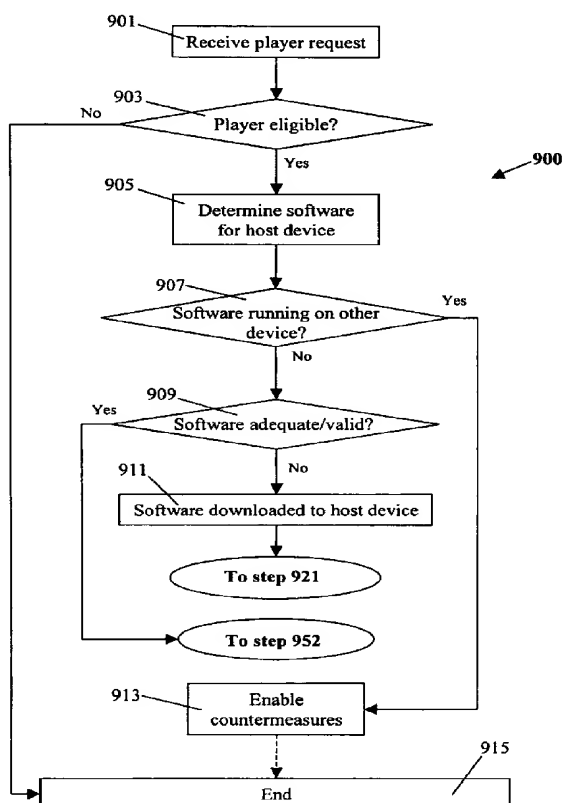 901
Receive player request
903
No
Player eligible?
Yes
900
905
Determine software
for host device
907
Yes
Software running on other
device?
No
909
Yes
Software adequate/valid?
No
911
Software downloaded to host device
To step 921
To step 952
913
Enable
countermeasures
915
End